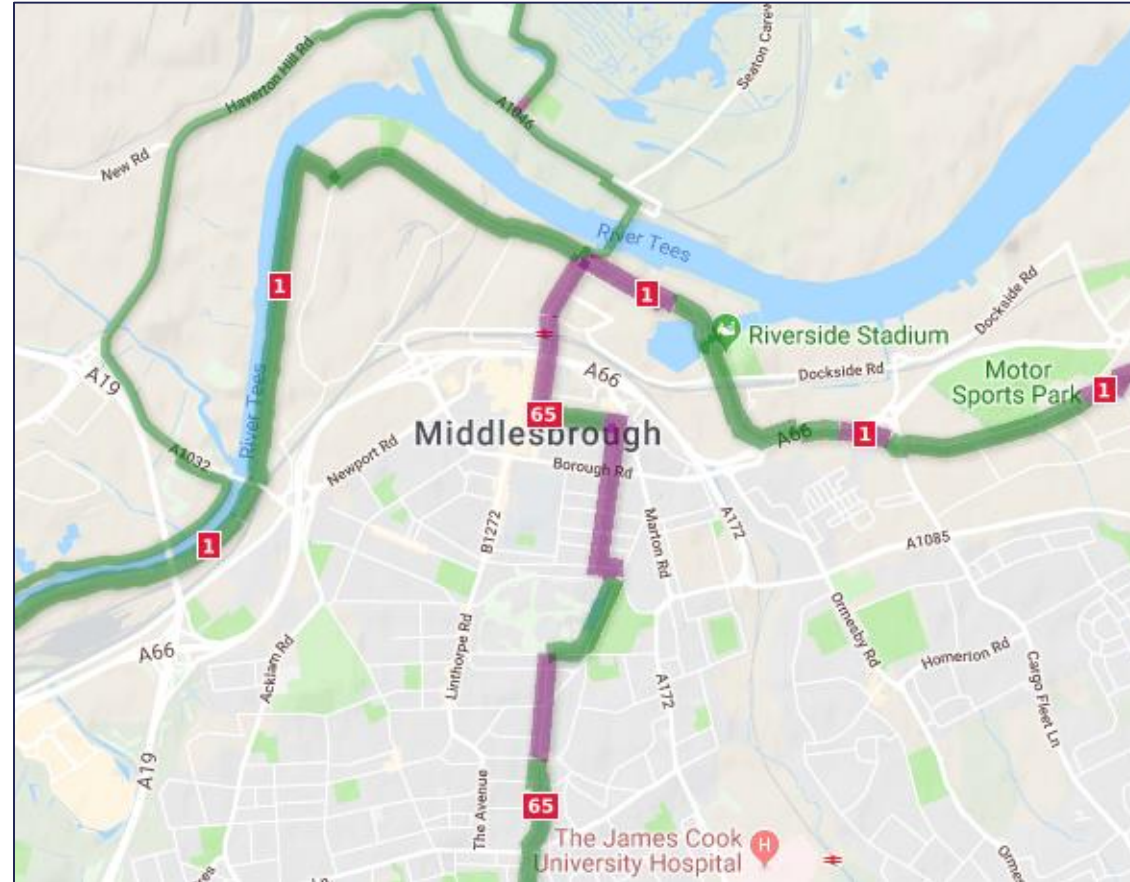 Seaton Carew
Haverton Hill Rd
A1046
New Rd
River Tees
1
1
Riverside Stadium
Dockside Rd
Dockside Rd
A66
A19
Motor
Sports Park
1
65
Middlesbrough
A66
1
River Tees
A1032
Newport Rd
Borough Rd
B1272
Marton Rd
A172
A1085
1
A66
Acklam Rd
Linthorpe Rd
A172
Ormesby Rd
Homerton Rd
Cargo Fleet Ln
A19
The Avenue
65
The James Cook
University Hospital
H